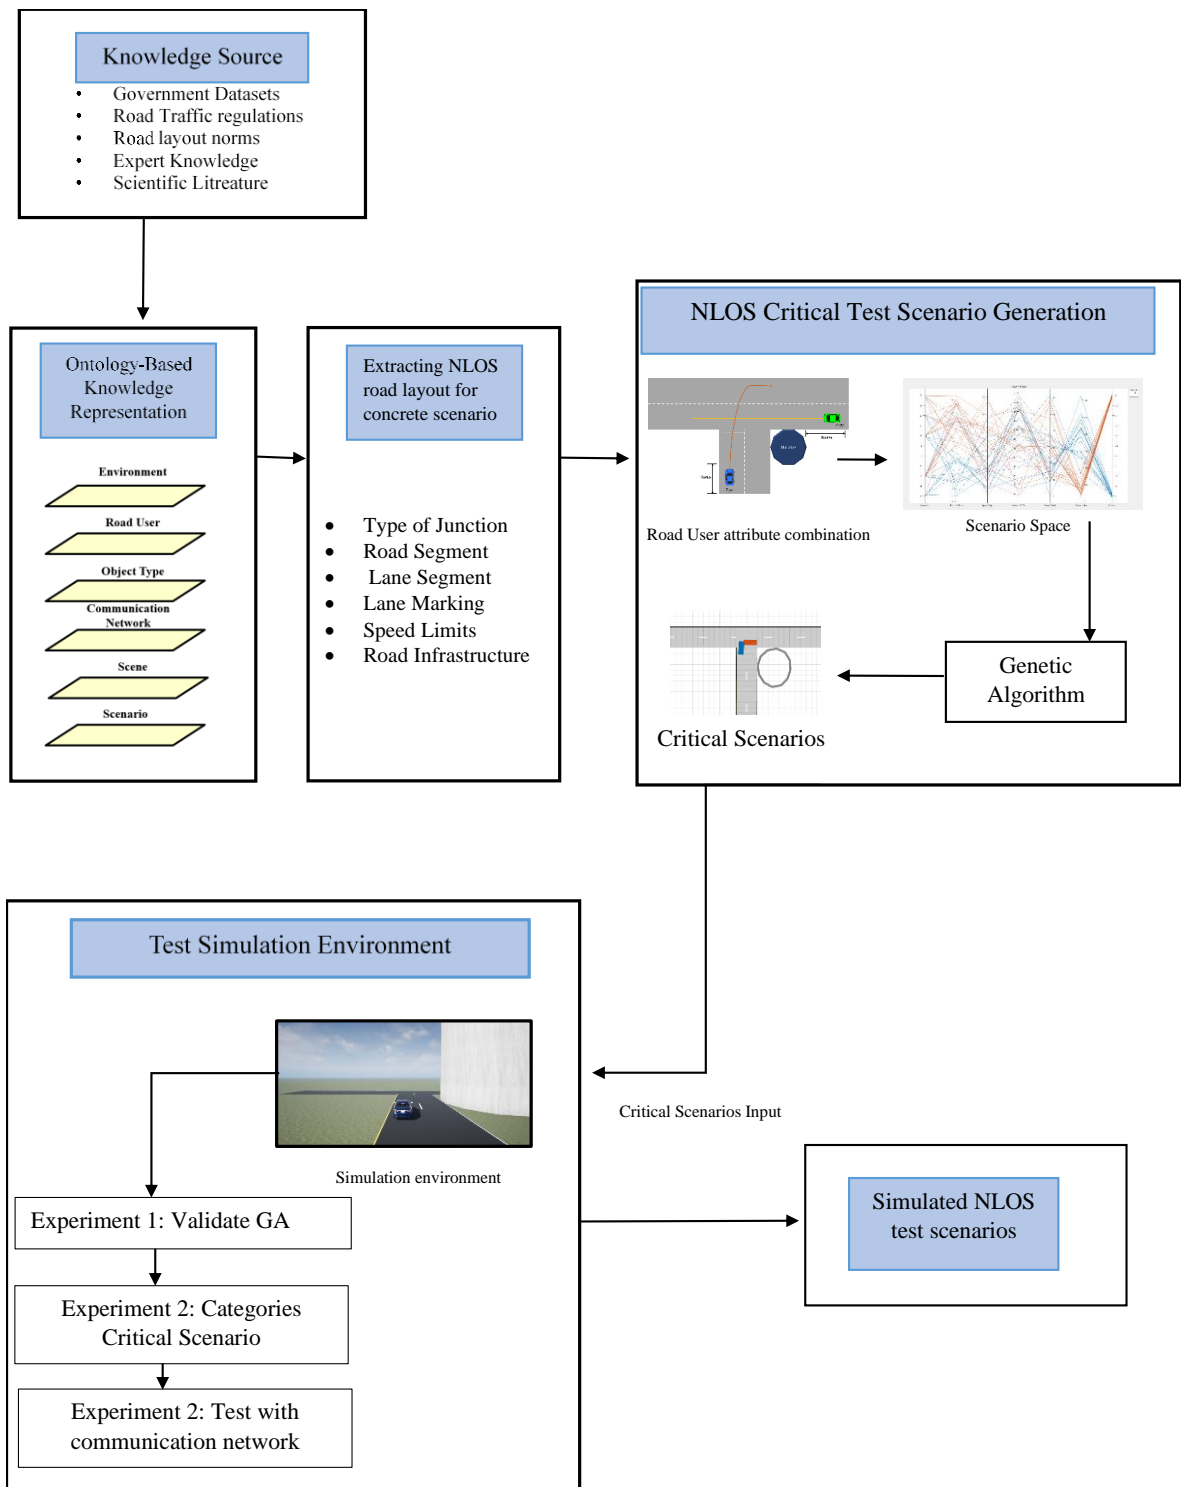 Knowledge Source
• Government Datasets
• Road Traffic regulations
• Road layout norms
• Expert Knowledge
• Scientific Litreature
Ontology-Based
Knowledge
Representation
Environment
Road User
Object Type
Communication
Network
Scene
Scenario
Extracting NLOS
road layout for
concrete scenario
• Type of Junction
• Road Segment
• Lane Segment
• Lane Marking
• Speed Limits
• Road Infrastructure
NLOS Critical Test Scenario Generation
Road User attribute combination
Scenario Space
Genetic
Algorithm
Critical Scenarios
Test Simulation Environment
Simulation environment
Critical Scenarios Input
Experiment 1: Validate GA
Experiment 2: Categories
Critical Scenario
Experiment 2: Test with
communication network
Simulated NLOS
test scenarios